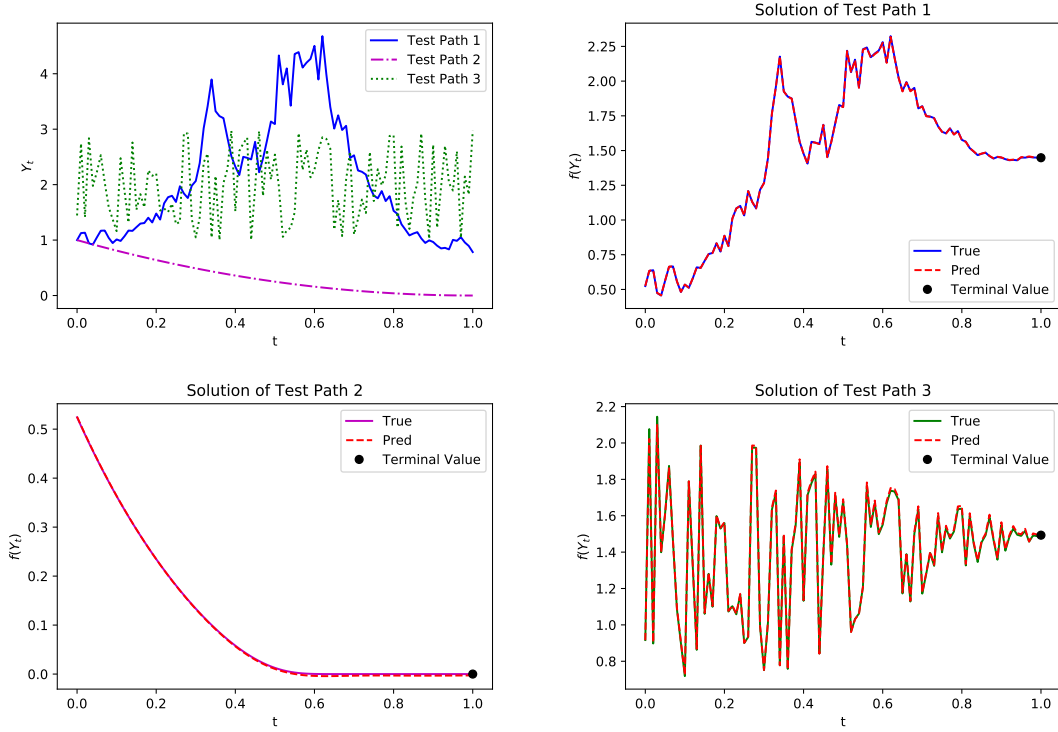 Test Path 1
Test Path 2
Test Path 3
4
3
2
1
0
Y_t
0.0 0.2 0.4 0.6 0.8 1.0
t
Solution of Test Path 1
2.25
2.00
1.75
1.50
1.25
1.00
0.75
0.50
f(Y_t)
True
Pred
Terminal Value
0.0 0.2 0.4 0.6 0.8 1.0
t
Solution of Test Path 2
True
Pred
Terminal Value
0.5
0.4
0.3
0.2
0.1
0.0
f(Y_t)
0.0 0.2 0.4 0.6 0.8 1.0
t
Solution of Test Path 3
True
Pred
Terminal Value
2.2
2.0
1.8
1.6
1.4
1.2
1.0
0.8
f(Y_t)
0.0 0.2 0.4 0.6 0.8 1.0
t